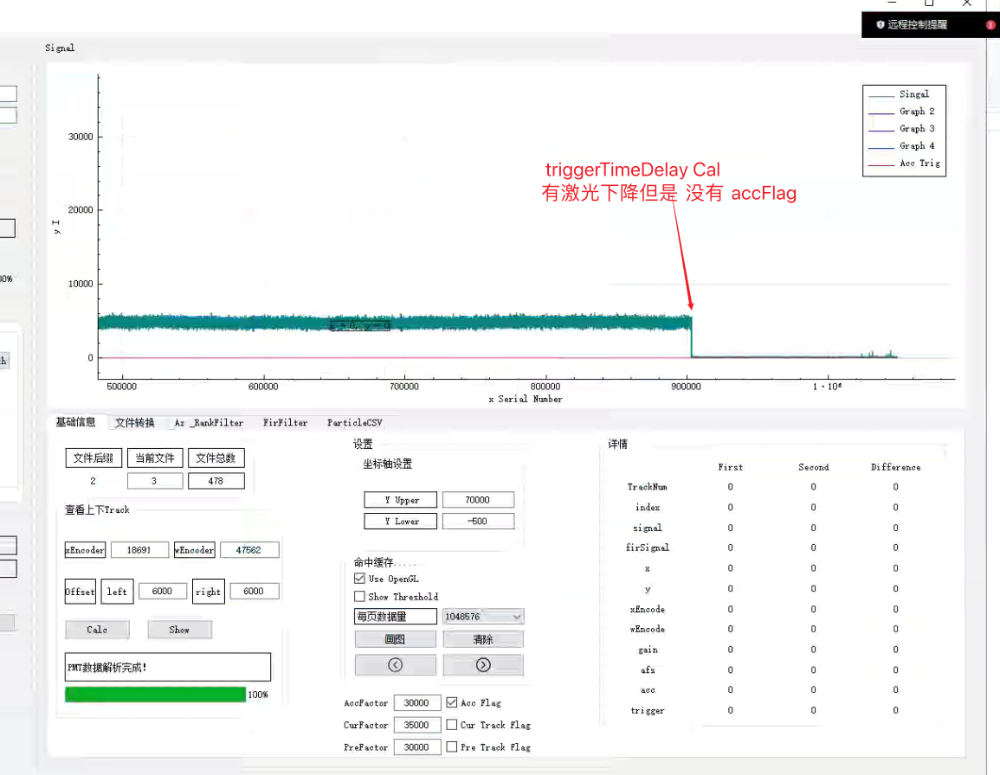 远程控制提醒
3
Signal
Singal
Graph 2
Graph 3
Graph 4
Acc Trig
triggerTimeDelay Cal
有激光下降但是 没有 accFlag
30000
20000
10000
0
y I
500000
600000
700000
800000
900000
1·10⁶
x Serial Number
00%
th
基础信息
文件转换
Az _RankFilter
FirFilter
ParticleCSV
文件后缀
当前文件
文件总数
2
3
478
查看上下Track
xEncoder
18691
wEncoder
47562
Offset
left
6000
right
6000
Calc
Show
PMT数据解析完成!
100%
设置
坐标轴设置
Y Upper
70000
Y Lower
-500
命中缓存.....
Use OpenGL
Show Threshold
每页数据量
1048576
画图
清除
AccFactor
30000
Acc Flag
CurFactor
35000
Cur Track Flag
PreFactor
30000
Pre Track Flag
详情
First Second Difference
TrackNum 0 0 0
index 0 0 0
signal 0 0 0
firSignal 0 0 0
x 0 0 0
y 0 0 0
xEncode 0 0 0
wEncode 0 0 0
gain 0 0 0
afs 0 0 0
acc 0 0 0
trigger 0 0 0